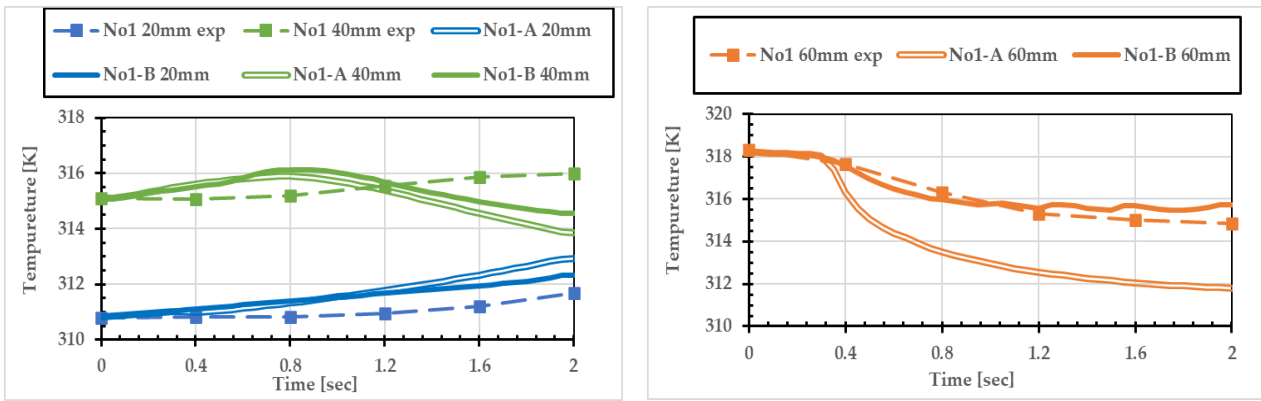 No1 20mm exp No1 40mm exp No1-A 20mm
No1-B 20mm No1-A 40mm No1-B 40mm
318
316
314
312
310
0 0.4 0.8 1.2 1.6 2
Time [sec]
Tempureture [K]
No1 60mm exp No1-A 60mm No1-B 60mm
320
318
316
314
312
310
0 0.4 0.8 1.2 1.6 2
Time [sec]
Tempureture [K]